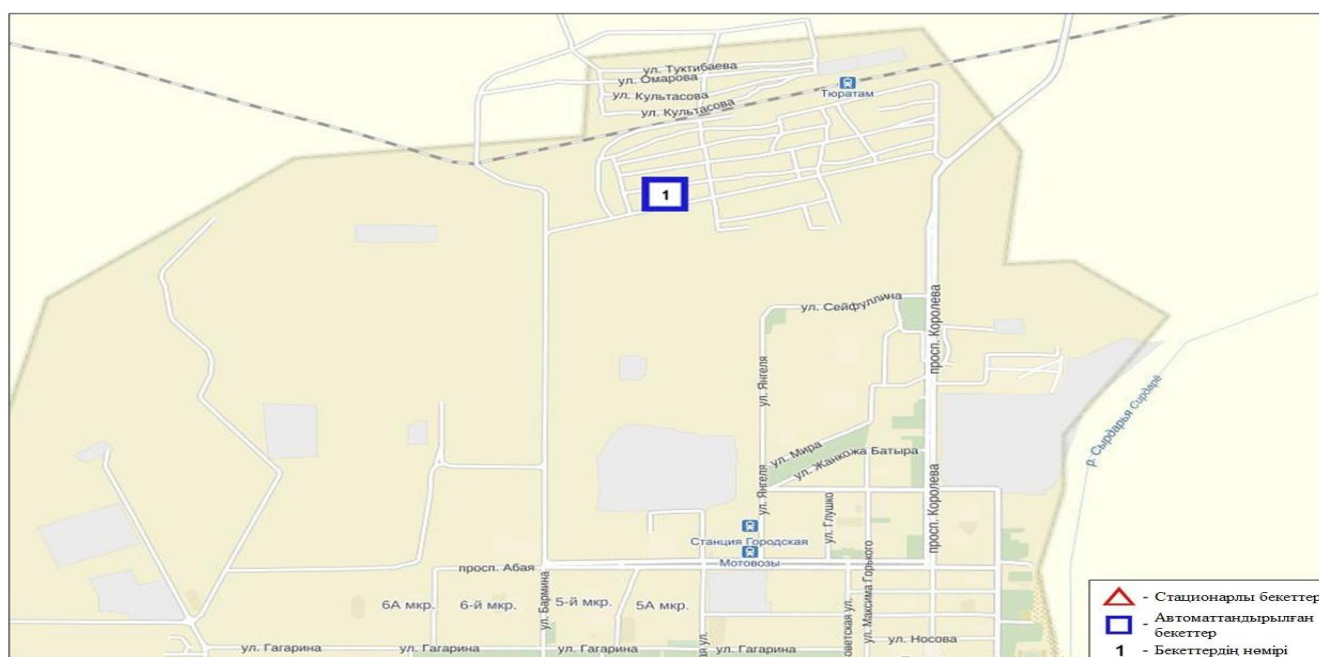 ул. Туктибаева
ул. Омарова
ул. Культасова
ул. Культасова
Тюратам
1
ул. Сейфуллина
просп. Королева
ул. Янгеля
р. Сырдарья Сирдарё
ул. Мира
ул. Жанкожа Батыра
ул. Янгеля
ул. Глушко
просп. Королева
Станция Городская
Мотовозы
просп. Абая
ул. Бармина
ул. Максима Горького
6А мкр.
6-й мкр.
5-й мкр.
5А мкр.
ул. Носова
ул. Гагарина
ул. Гагарина
ул. Гагарина
ул. Гагарина
- Стационарлы бекеттер
- Автоматтандырылған
бекеттер
1 - Бекеттердің нөмірі